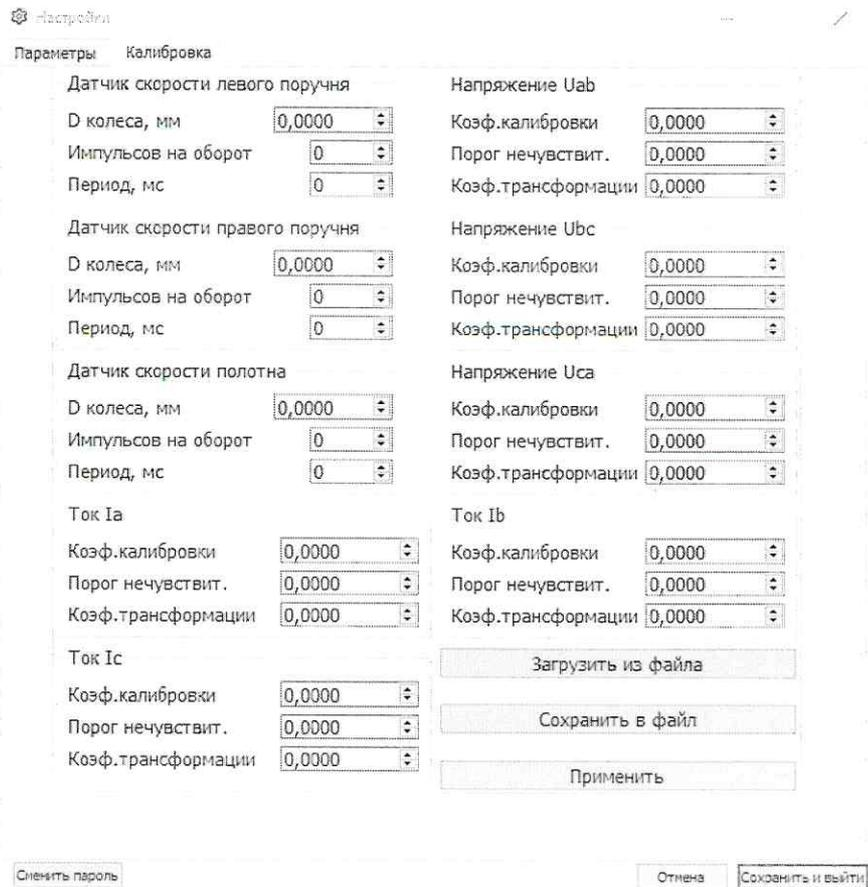 Настройки
Параметры Калибровка
Датчик скорости левого поручня
D колеса, мм 0,0000
Импульсов на оборот 0
Период, мс 0
Датчик скорости правого поручня
D колеса, мм 0,0000
Импульсов на оборот 0
Период, мс 0
Датчик скорости полотна
D колеса, мм 0,0000
Импульсов на оборот 0
Период, мс 0
Ток Ia
Коэф.калибровки 0,0000
Порог нечувствит. 0,0000
Коэф.трансформации 0,0000
Ток Ic
Коэф.калибровки 0,0000
Порог нечувствит. 0,0000
Коэф.трансформации 0,0000
Напряжение Uab
Коэф.калибровки 0,0000
Порог нечувствит. 0,0000
Коэф.трансформации 0,0000
Напряжение Ubc
Коэф.калибровки 0,0000
Порог нечувствит. 0,0000
Коэф.трансформации 0,0000
Напряжение Uca
Коэф.калибровки 0,0000
Порог нечувствит. 0,0000
Коэф.трансформации 0,0000
Ток Ib
Коэф.калибровки 0,0000
Порог нечувствит. 0,0000
Коэф.трансформации 0,0000
Загрузить из файла
Сохранить в файл
Применить
Сменить пароль
Отмена
Сохранить и выйти